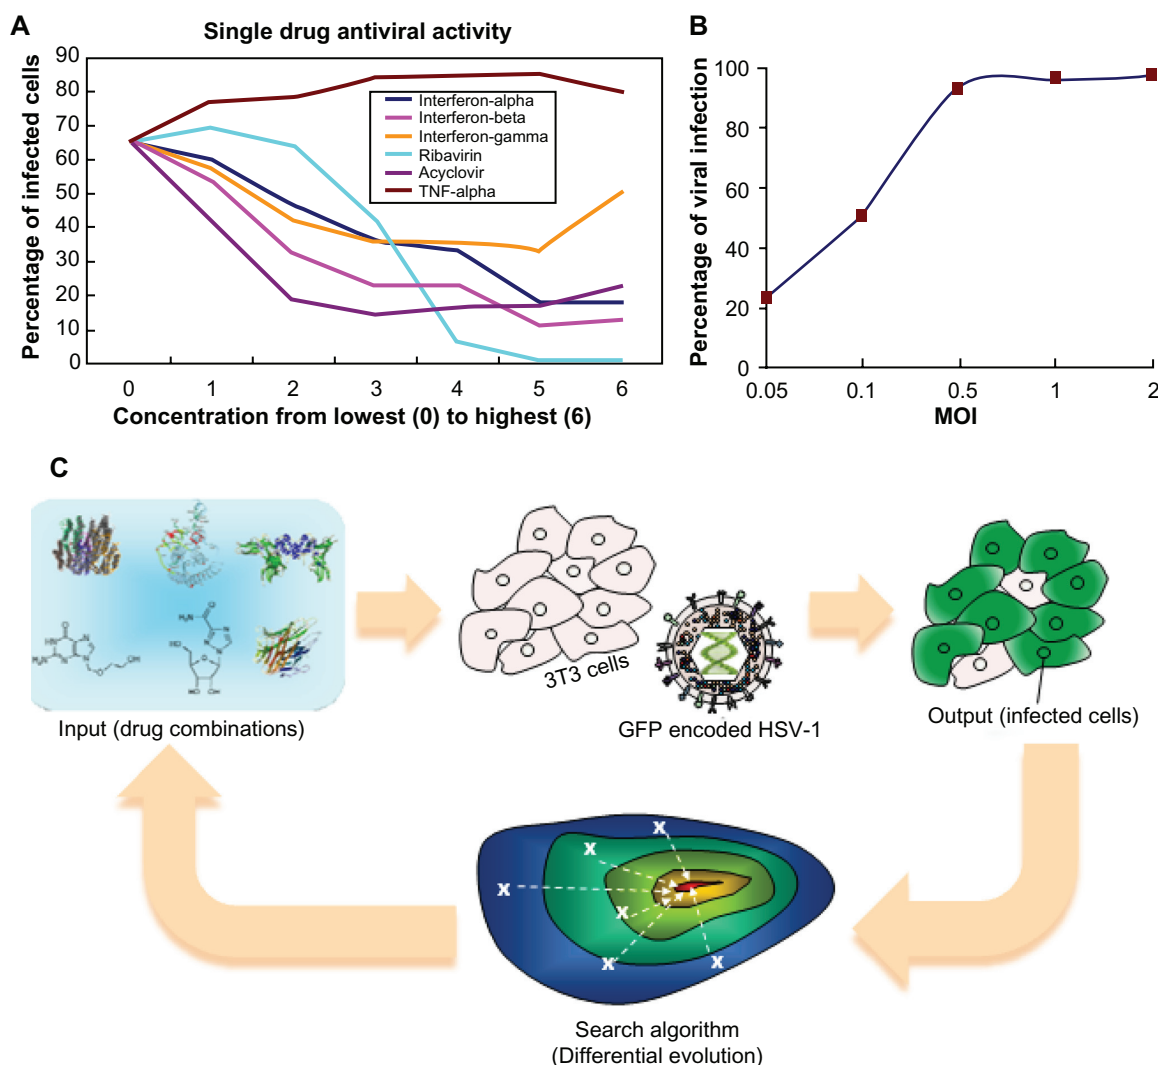 A
Single drug antiviral activity
Percentage of infected cells
90
80
70
60
50
40
30
20
10
0
Interferon-alpha
Interferon-beta
Interferon-gamma
Ribavirin
Acyclovir
TNF-alpha
0 1 2 3 4 5 6
Concentration from lowest (0) to highest (6)
B
Percentage of viral infection
100
80
60
40
20
0
0.05 0.1 0.5 1 2
MOI
C
Input (drug combinations)
3T3 cells
GFP encoded HSV-1
Output (infected cells)
x
x
x
x
x
x
Search algorithm
(Differential evolution)